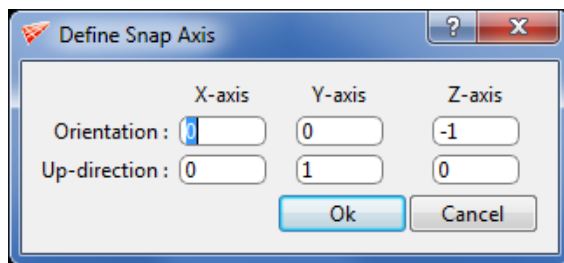 Define Snap Axis ? x
X-axis Y-axis Z-axis
Orientation : 0 0 -1
Up-direction : 0 1 0
Ok Cancel